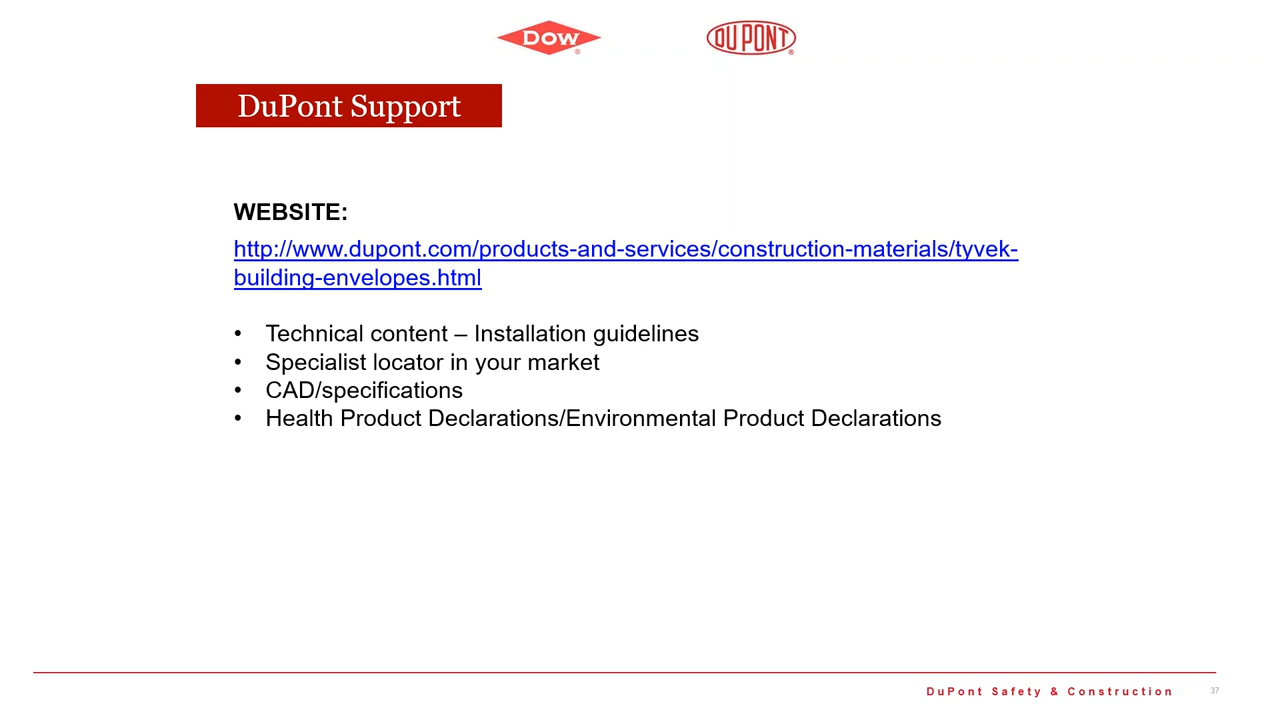 Dow
DU PONT
DuPont Support
WEBSITE:
http://www.dupont.com/products-and-services/construction-materials/tyvek-
building-envelopes.html
• Technical content – Installation guidelines
• Specialist locator in your market
• CAD/specifications
• Health Product Declarations/Environmental Product Declarations
DuPont Safety & Construction
37